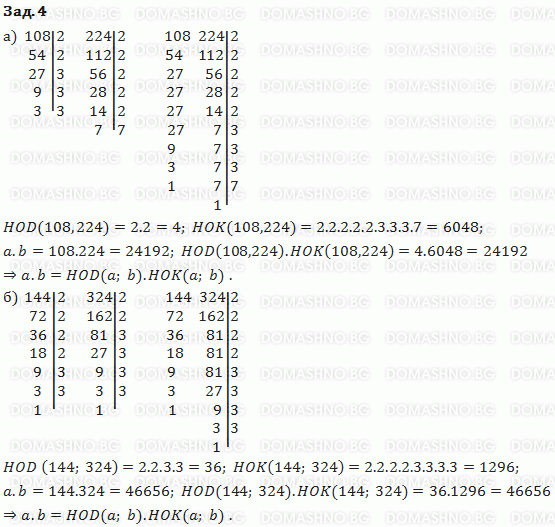 Зад. 4
а) 108 2 224 2 108 224 2
54 2 112 2 54 112 2
27 3 56 2 27 56 2
9 3 28 2 27 28 2
3 3 14 2 27 14 2
7 7 27 7 3
9 7 3
3 7 3
1 7 7
1
HOD(108,224) = 2.2 = 4; HOK(108,224) = 2.2.2.2.2.3.3.3.7 = 6048;
a.b = 108.224 = 24192; HOD(108,224).HOK(108,224) = 4.6048 = 24192
⇒ a.b = HOD(a; b).HOK(a; b) .
б) 144 2 324 2 144 324 2
72 2 162 2 72 162 2
36 2 81 3 36 81 2
18 2 27 3 18 81 2
9 3 9 3 9 81 3
3 3 3 3 3 27 3
1 1 1 9 3
3 3
1
HOD (144; 324) = 2.2.3.3 = 36; HOK(144; 324) = 2.2.2.2.3.3.3.3 = 1296;
a.b = 144.324 = 46656; HOD(144; 324).HOK(144; 324) = 36.1296 = 46656
⇒ a.b = HOD(a; b).HOK(a; b) .